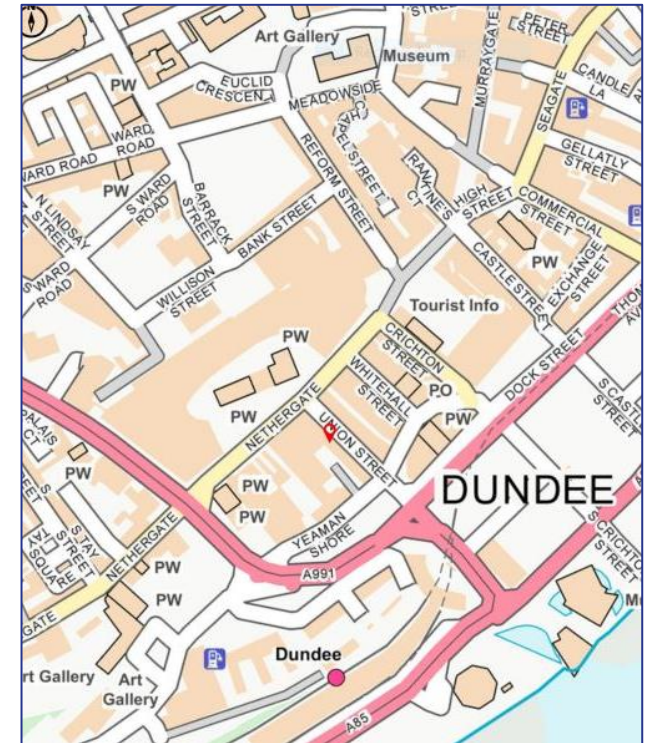 N
Art Gallery
Museum
STREET
PETER
STREET
MURRAYGATE
SEAGATE
CANDLE
LA
GELLATLY
STREET
PW
EUCLID
CRESCEN
MEADOWSIDE
CHAPEL STREET
WARD
ROAD
WARD ROAD
REFORM STREET
RANKINE'S
CT
HIGH
STREET
COMMERCIAL
STREET
PW
N LINDSAY
STREET
S WARD
ROAD
BARRACK
STREET
BANK STREET
CASTLE STREET
EXCHANGE
STREET
PW
S WARD
ROAD
WILLISON
STREET
Tourist Info
DOCK STREET
PW
CRICHTON
STREET
WHITEHALL
STREET
PO
PW
S CASTLE
PW
NETHERGATE
UNION STREET
PALAIS
CT
PW
PW
PW
YEAMAN
SHORE
DUNDEE
S TAY
STREET
TAY
SQUARE
NETHERGATE
A991
S CRICHTON
STREET
PW
PW
GATE
Dundee
Art
Gallery
rt Gallery
A85